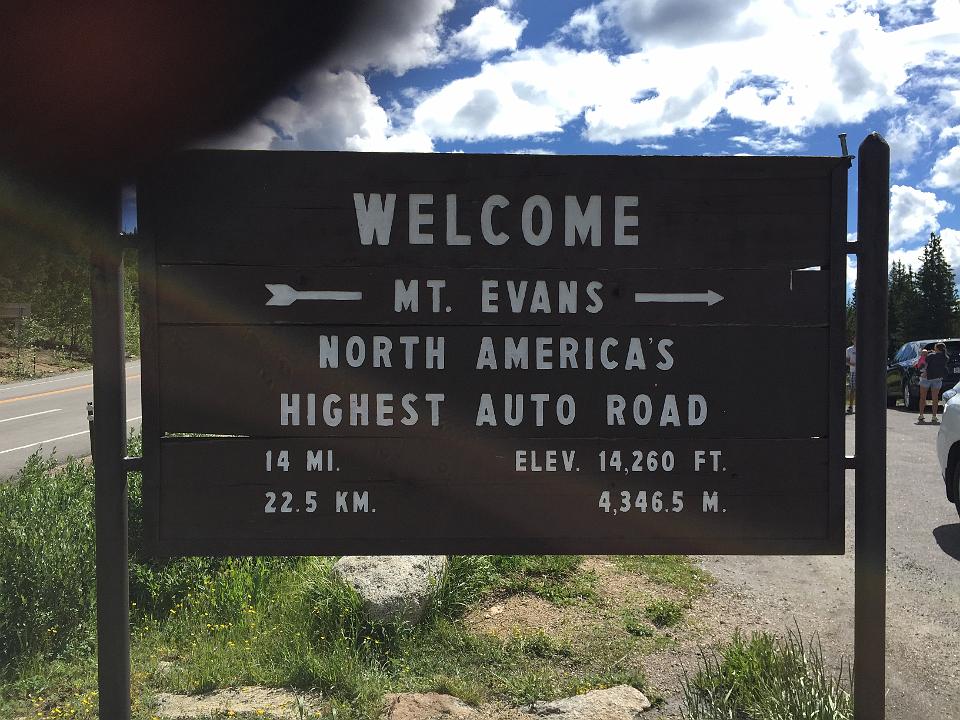 WELCOME
MT. EVANS
NORTH AMERICA'S
HIGHEST AUTO ROAD
14 MI. ELEV. 14,260 FT.
22.5 KM. 4,346.5 M.